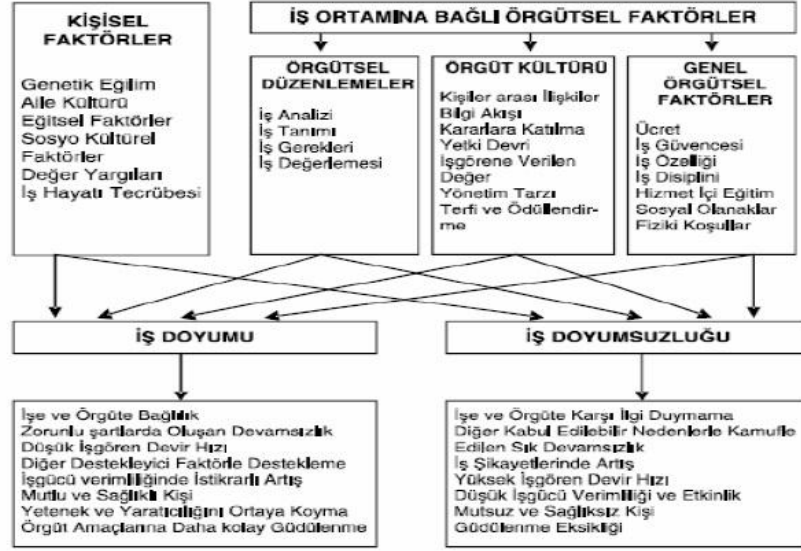 KİŞİSEL
FAKTÖRLER
Genetik Eğilim
Aile Kültürü
Eğitsel Faktörler
Sosyo Kültürel
Faktörler
Değer Yargıları
İş Hayatı Tecrübesi
İŞ ORTAMINA BAĞLI ÖRGÜTSEL FAKTÖRLER
ÖRGÜTSEL
DÜZENLEMELER
İş Analizi
İş Tanımı
İş Gerekleri
İş Değerlemesi
ÖRGÜT KÜLTÜRÜ
Kişiler arası İlişkiler
Bilgi Akışı
Kararlara Katılma
Yetki Devri
İşgörene Verilen
Değer
Yönetim Tarzı
Terfi ve Ödüllendir-
me
GENEL
ÖRGÜTSEL
FAKTÖRLER
Ücret
İş Güvencesi
İş Özelliği
İş Disiplini
Hizmet İçi Eğitim
Sosyal Olanaklar
Fiziki Koşullar
İŞ DOYUMU
İŞ DOYUMSUZLUĞU
İşe ve Örgüte Bağlılık
Zorunlu şartlarda Oluşan Devamsızlık
Düşük İşgören Devir Hızı
Diğer Destekleyici Faktörle Destekleme
İşgücü verimliliğinde İstikrarlı Artış
Mutlu ve Sağlıklı Kişi
Yetenek ve Yaratıcılığını Ortaya Koyma
Örgüt Amaçlarına Daha kolay Güdülenme
İşe ve Örgüte Karşı İlgi Duymama
Diğer Kabul Edilebilir Nedenlerle Kamufle
Edilen Sık Devamsızlık
İş Şikayetlerinde Artış
Yüksek İşgören Devir Hızı
Düşük İşgücü Verimliliği ve Etkinlik
Mutsuz ve Sağlıksız Kişi
Güdülenme Eksikliği